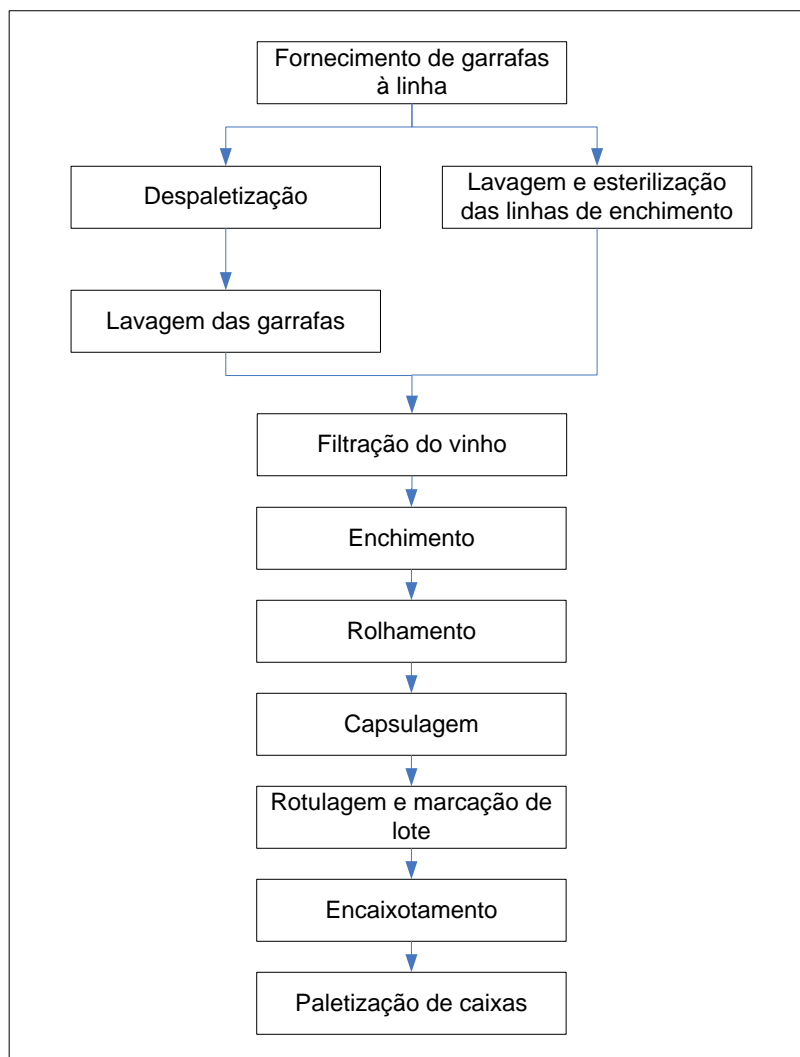 Fornecimento de garrafas
à linha
Despaletização
Lavagem e esterilização
das linhas de enchimento
Lavagem das garrafas
Filtração do vinho
Enchimento
Rolhamento
Capsulagem
Rotulagem e marcação de
lote
Encaixotamento
Paletização de caixas